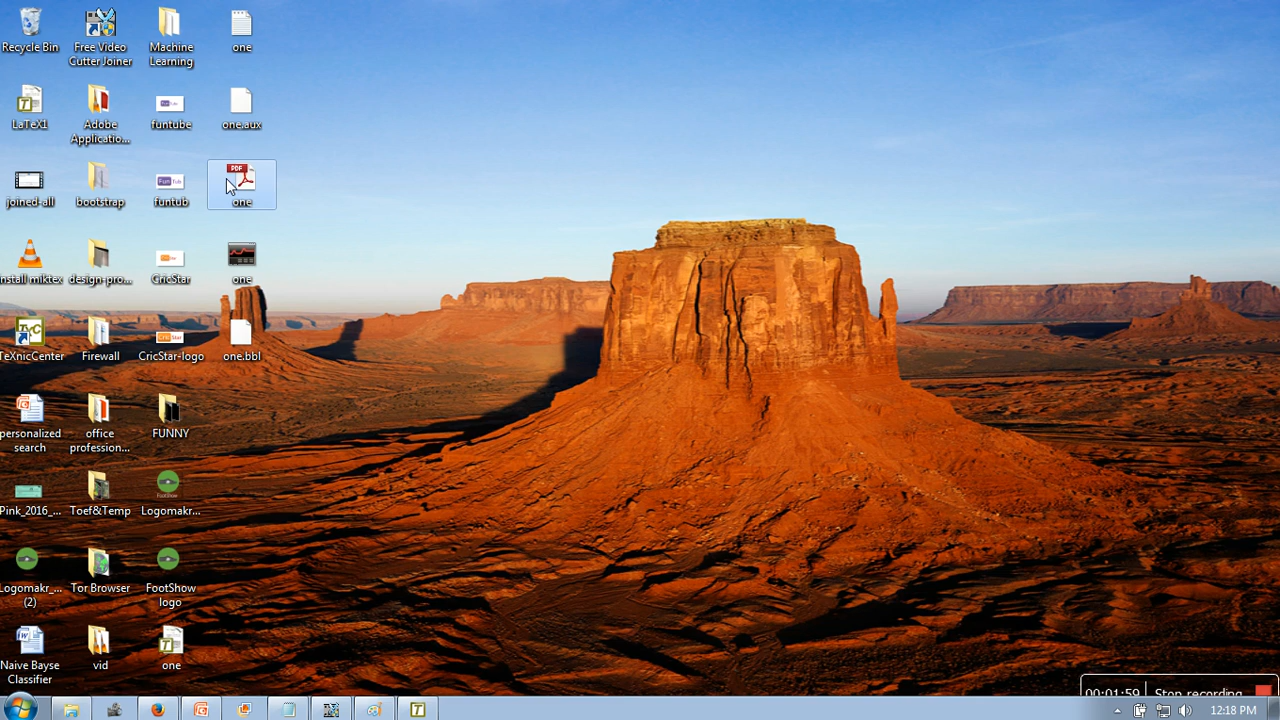 Recycle Bin
Free Video
Cutter Joiner
Machine
Learning
one
LaTeX1
Adobe
Applicatio...
funtube
one.aux
joined-all
bootstrap
funtub
PDF
one
nstall miktex
design-pro...
CricStar
one
TeXnicCenter
Firewall
CricStar-logo
one.bbl
personalized
search
office
profession...
FUNNY
Pink_2016_...
Toef&Temp
Logomakr...
Logomakr_...
(2)
Tor Browser
FootShow
logo
Naive Bayse
Classifier
vid
one
00:01:59
Stop recording
12:18 PM